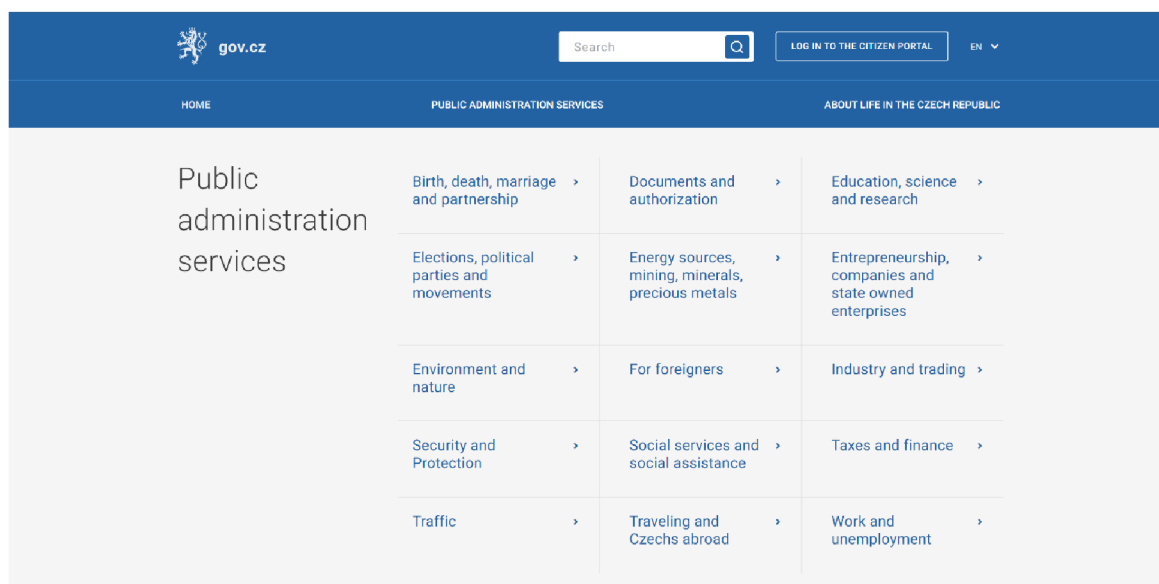 gov.cz
Search
LOG IN TO THE CITIZEN PORTAL
EN
HOME
PUBLIC ADMINISTRATION SERVICES
ABOUT LIFE IN THE CZECH REPUBLIC
Public
administration
services
Birth, death, marriage
and partnership
Documents and
authorization
Education, science
and research
Elections, political
parties and
movements
Energy sources,
mining, minerals,
precious metals
Entrepreneurship,
companies and
state owned
enterprises
Environment and
nature
For foreigners
Industry and trading
Security and
Protection
Social services and
social assistance
Taxes and finance
Traffic
Traveling and
Czechs abroad
Work and
unemployment